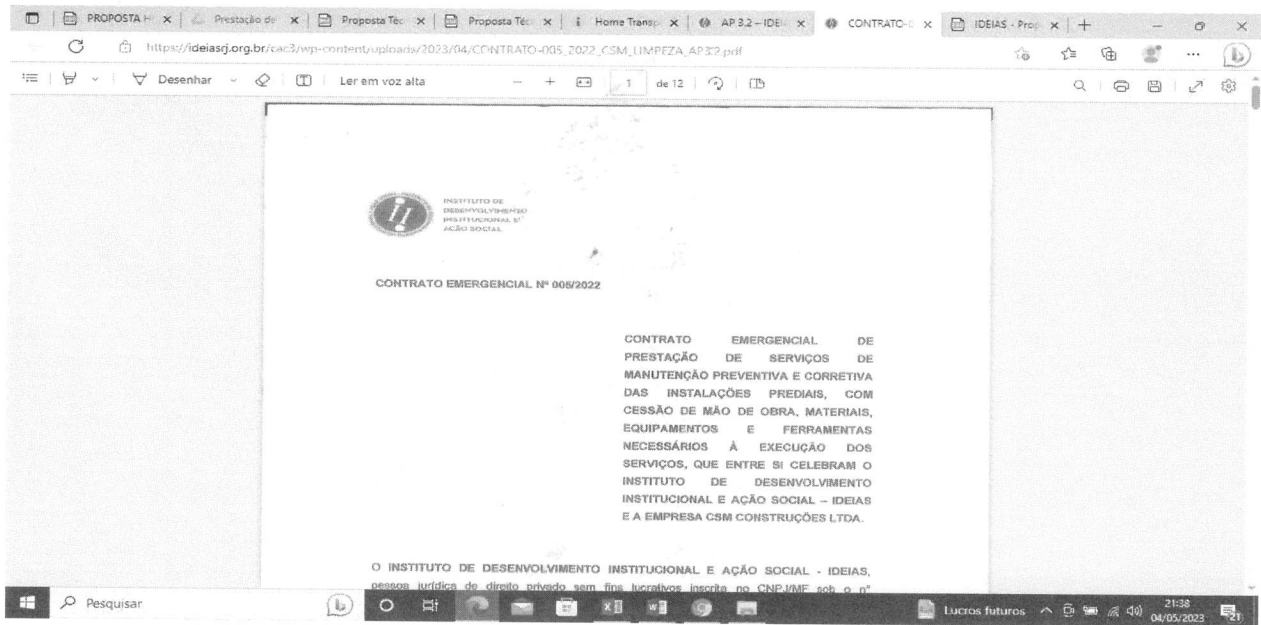 PROPOSTA H
Prestação de
Proposta Téc
Proposta Téc
Home Transp
AP 3.2 – IDEI
CONTRATO-0
IDEIAS - Prop
https://ideiasrj.org.br/cac3/wp-content/uploads/2023/04/CONTRATO-005_2022_CSM_LIMPEZA_AP3.2.pdf
Desenhar
Ler em voz alta
1 de 12
INSTITUTO DE
DESENVOLVIMENTO
INSTITUCIONAL E
AÇÃO SOCIAL
CONTRATO EMERGENCIAL Nº 005/2022
CONTRATO EMERGENCIAL DE
PRESTAÇÃO DE SERVIÇOS DE
MANUTENÇÃO PREVENTIVA E CORRETIVA
DAS INSTALAÇÕES PREDIAIS, COM
CESSÃO DE MÃO DE OBRA, MATERIAIS,
EQUIPAMENTOS E FERRAMENTAS
NECESSÁRIOS À EXECUÇÃO DOS
SERVIÇOS, QUE ENTRE SI CELEBRAM O
INSTITUTO DE DESENVOLVIMENTO
INSTITUCIONAL E AÇÃO SOCIAL – IDEIAS
E A EMPRESA CSM CONSTRUÇÕES LTDA.
O INSTITUTO DE DESENVOLVIMENTO INSTITUCIONAL E AÇÃO SOCIAL - IDEIAS,
pessoa jurídica de direito privado sem fins lucrativos inscrita no CNPJ/MF sob o nº
Pesquisar
Lucros futuros
21:38
04/05/2023
21